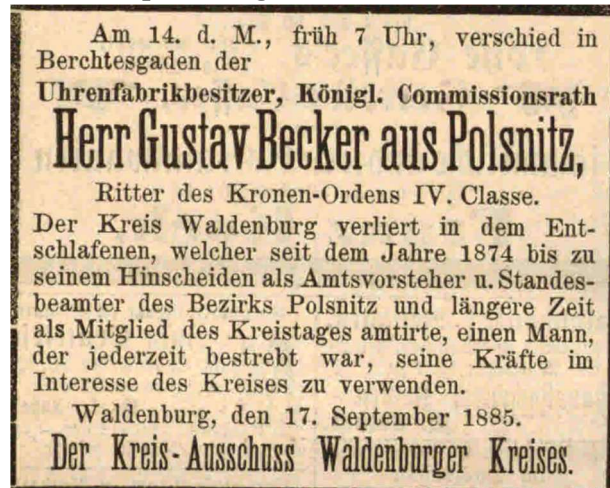 Am 14. d. M., früh 7 Uhr, verschied in
Berchtesgaden der
Uhrenfabrikbesitzer, Königl. Commissionsrath
Herr Gustav Becker aus Polsnitz,
Ritter des Kronen-Ordens IV. Classe.
Der Kreis Waldenburg verliert in dem Ent-
schlafenen, welcher seit dem Jahre 1874 bis zu
seinem Hinscheiden als Amtsvorsteher u. Standes-
beamter des Bezirks Polsnitz und längere Zeit
als Mitglied des Kreistages amtirte, einen Mann,
der jederzeit bestrebt war, seine Kräfte im
Interesse des Kreises zu verwenden.
Waldenburg, den 17. September 1885.
Der Kreis-Ausschuss Waldenburger Kreises.